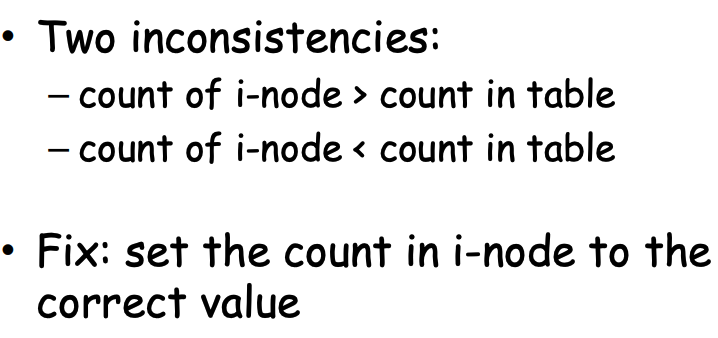 • Two inconsistencies:
– count of i-node > count in table
– count of i-node < count in table
• Fix: set the count in i-node to the
correct value